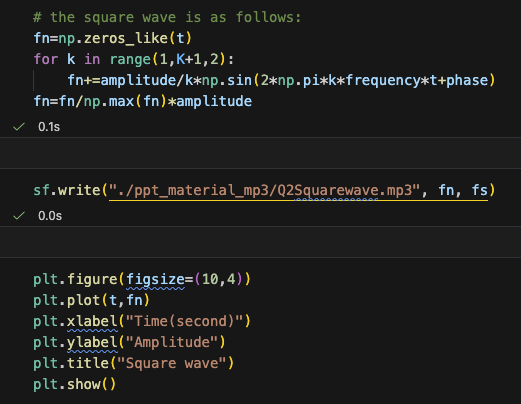 # the square wave is as follows:
fn=np.zeros_like(t)
for k in range(1,K+1,2):
    fn+=amplitude/k*np.sin(2*np.pi*k*frequency*t+phase)
fn=fn/np.max(fn)*amplitude
0.1s
sf.write("./ppt_material_mp3/Q2Squarewave.mp3", fn, fs)
0.0s
plt.figure(figsize=(10,4))
plt.plot(t,fn)
plt.xlabel("Time(second)")
plt.ylabel("Amplitude")
plt.title("Square wave")
plt.show()